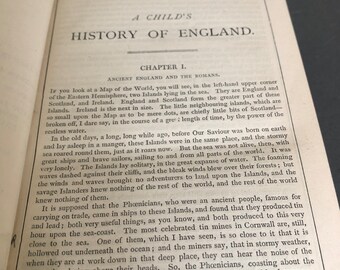 A CHILD'S
HISTORY OF ENGLAND.
CHAPTER I.
ANCIENT ENGLAND AND THE ROMANS.
IF you look at a Map of the World, you will see, in the left-hand upper corner
of the Eastern Hemisphere, two Islands lying in the sea. They are England and
Scotland, and Ireland. England and Scotland form the greater part of these
Islands. Ireland is the next in size. The little neighbouring islands, which are
so small upon the Map as to be mere dots, are chiefly little bits of Scotland,—
broken off, I dare say, in the course of a great length of time, by the power of the
restless water.
In the old days, a long, long while ago, before Our Saviour was born on earth
and lay asleep in a manger, these Islands were in the same place, and the stormy
sea roared round them, just as it roars now. But the sea was not alive, then, with
great ships and brave sailors, sailing to and from all parts of the world. It was
very lonely. The Islands lay solitary, in the great expanse of water. The foaming
waves dashed against their cliffs, and the bleak winds blew over their forests; but
the winds and waves brought no adventurers to land upon the Islands, and the
savage Islanders knew nothing of the rest of the world, and the rest of the world
knew nothing of them.
It is supposed that the Phœnicians, who were an ancient people, famous for
carrying on trade, came in ships to these Islands, and found that they produced tin
and lead; both very useful things, as you know, and both produced to this very
hour upon the sea-coast. The most celebrated tin mines in Cornwall are, still,
close to the sea. One of them, which I have seen, is so close to it that it is
hollowed out underneath the ocean; and the miners say, that in stormy weather,
when they are at work down in that deep place, they can hear the noise of the
their heads. So, the Phœnicians, coasting about the